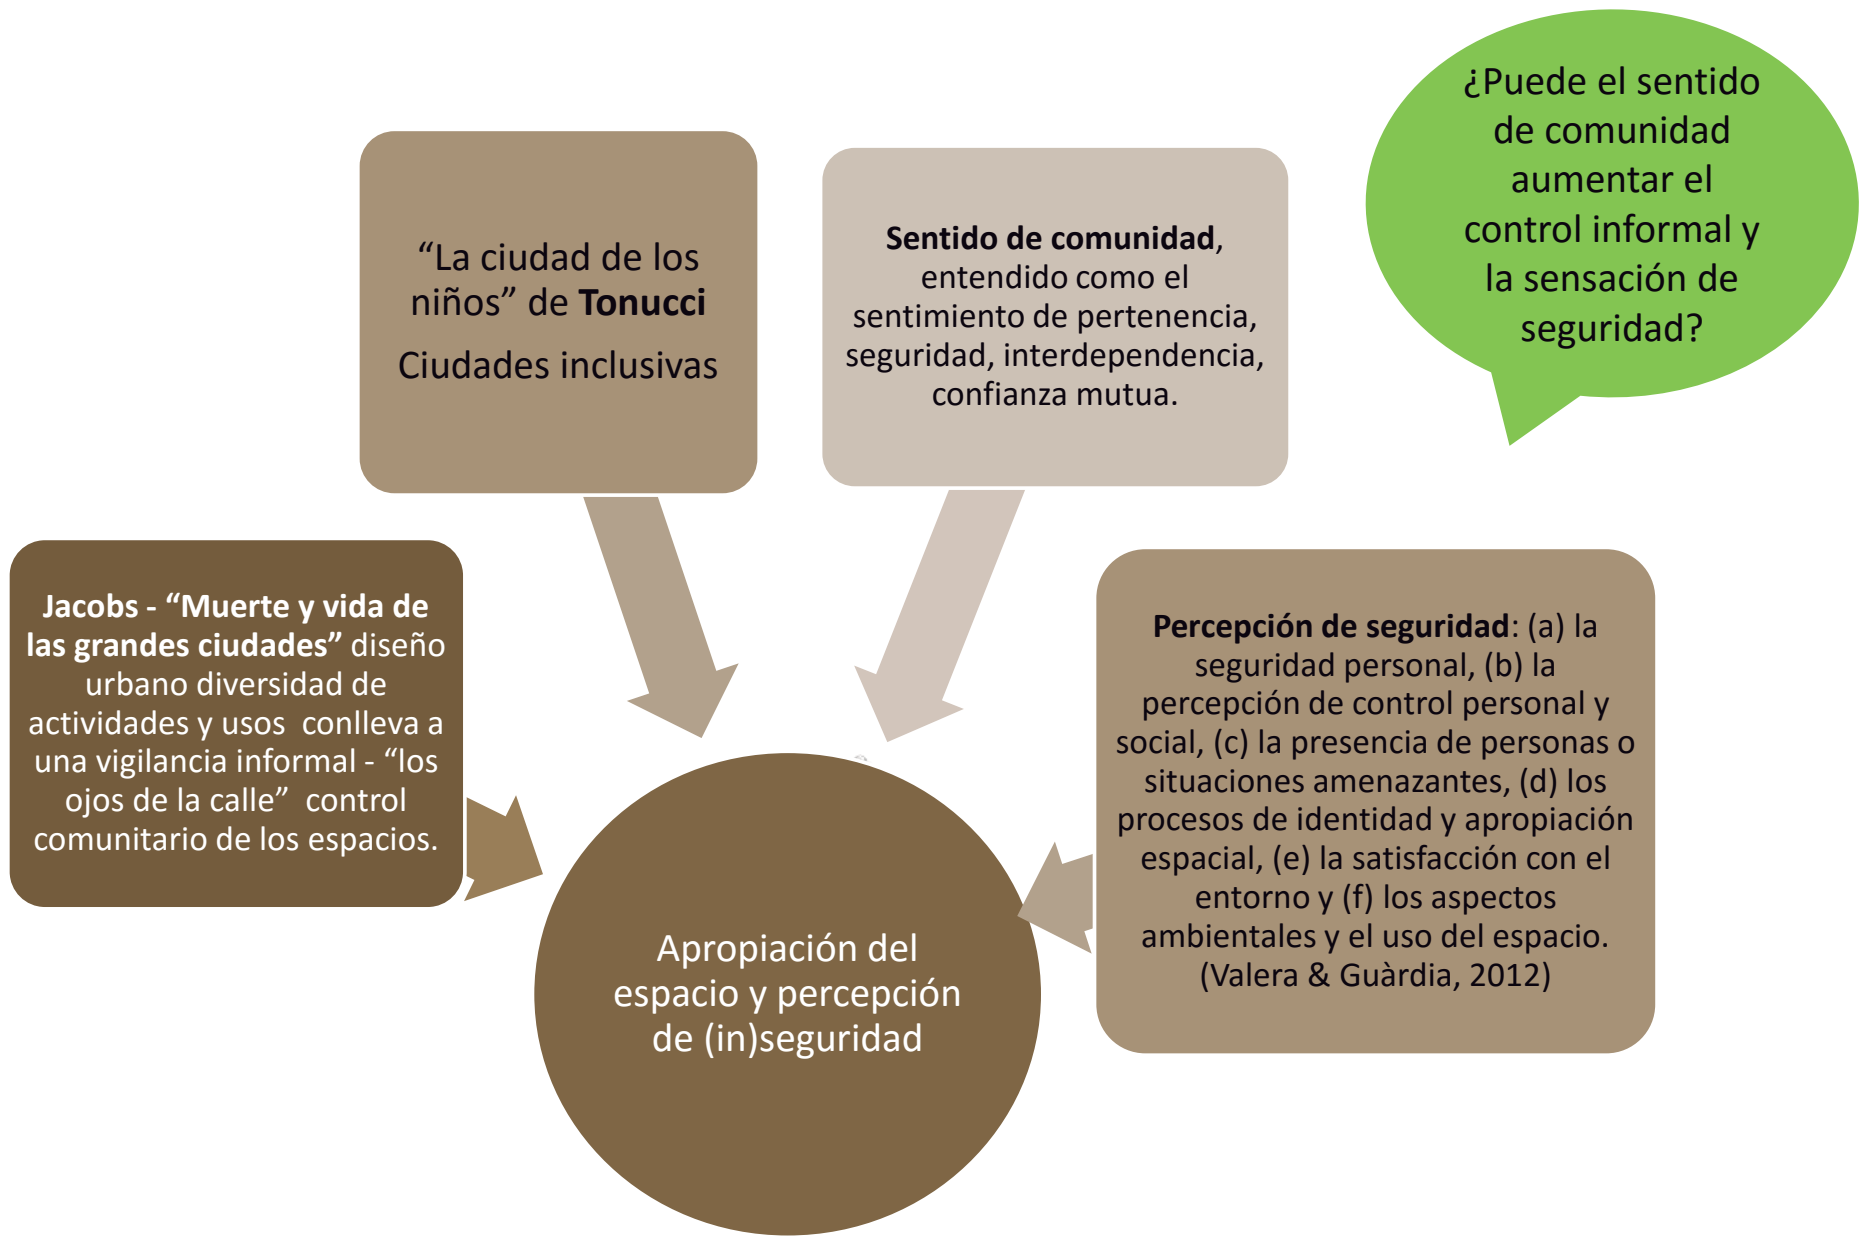 ¿Puede el sentido
de comunidad
aumentar el
control informal y
la sensación de
seguridad?
“La ciudad de los
niños” de Tonucci
Ciudades inclusivas
Sentido de comunidad,
entendido como el
sentimiento de pertenencia,
seguridad, interdependencia,
confianza mutua.
Jacobs - “Muerte y vida de
las grandes ciudades” diseño
urbano diversidad de
actividades y usos  conlleva a
una vigilancia informal - “los
ojos de la calle”  control
comunitario de los espacios.
Percepción de seguridad: (a) la
seguridad personal, (b) la
percepción de control personal y
social, (c) la presencia de personas o
situaciones amenazantes, (d) los
procesos de identidad y apropiación
espacial, (e) la satisfacción con el
entorno y (f) los aspectos
ambientales y el uso del espacio.
(Valera & Guàrdia, 2012)
Apropiación del
espacio y percepción
de (in)seguridad